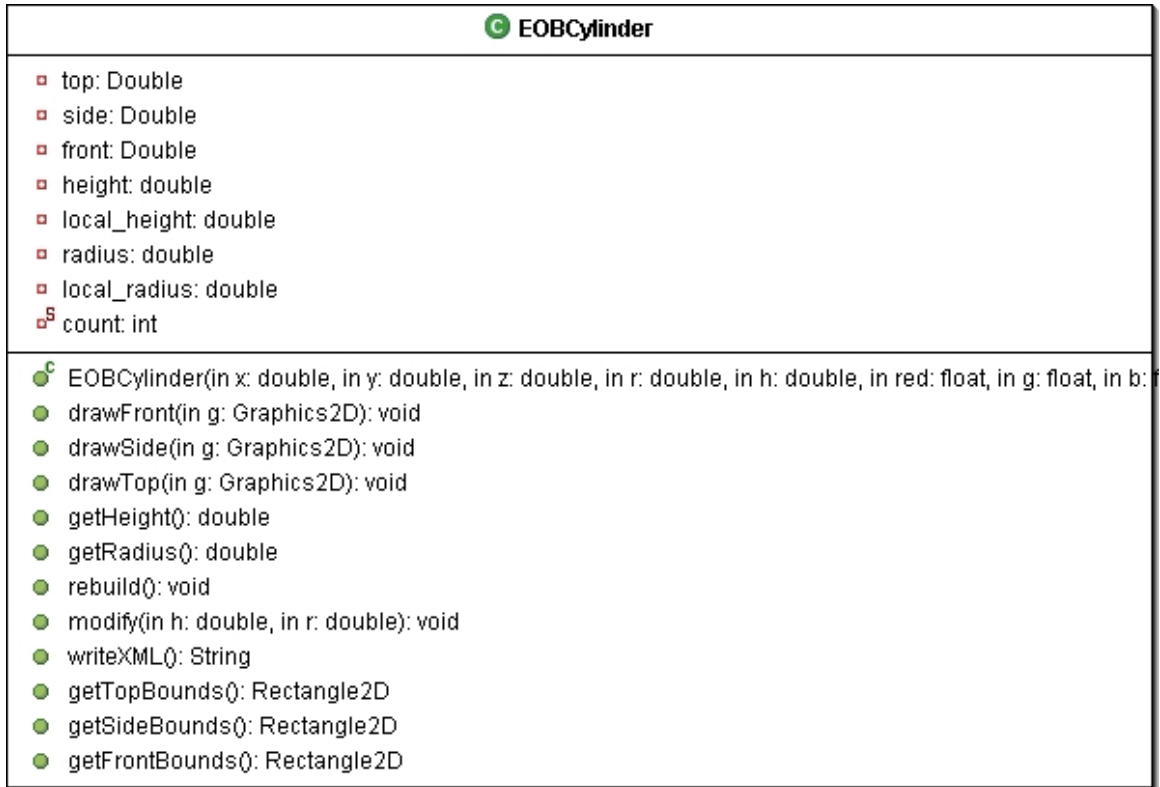 C EOBCylinder
top: Double
side: Double
front: Double
height: double
local_height: double
radius: double
local_radius: double
S count: int
C EOBCylinder(in x: double, in y: double, in z: double, in r: double, in h: double, in red: float, in g: float, in b:
drawFront(in g: Graphics2D): void
drawSide(in g: Graphics2D): void
drawTop(in g: Graphics2D): void
getHeight(): double
getRadius(): double
rebuild(): void
modify(in h: double, in r: double): void
writeXML(): String
getTopBounds(): Rectangle2D
getSideBounds(): Rectangle2D
getFrontBounds(): Rectangle2D